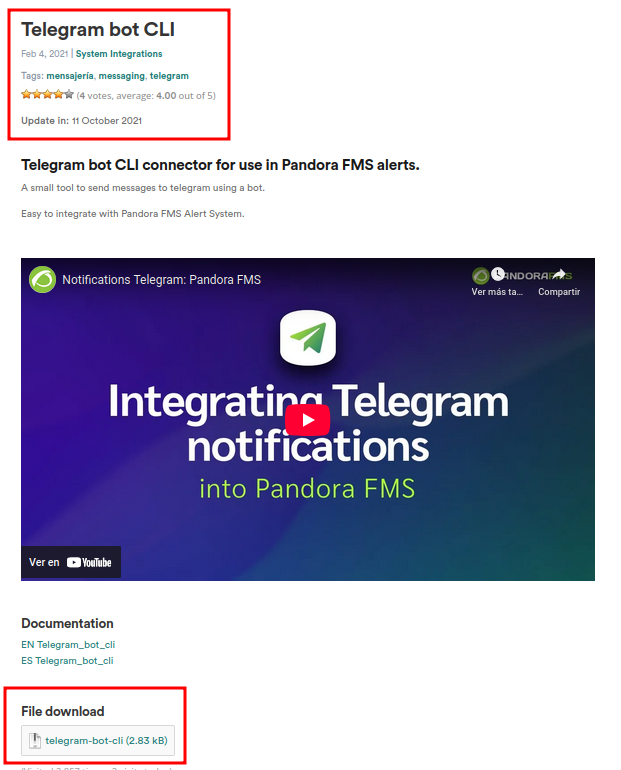 Telegram bot CLI
Feb 4, 2021 | System Integrations
Tags: mensajería, messaging, telegram
(4 votes, average: 4.00 out of 5)
Update in: 11 October 2021
Telegram bot CLI connector for use in Pandora FMS alerts.
A small tool to send messages to telegram using a bot.
Easy to integrate with Pandora FMS Alert System.
Notifications Telegram: Pandora FMS
PANDORAFMS
Ver más ta... Compartir
Integrating Telegram
notifications
into Pandora FMS
Ver en YouTube
Documentation
EN Telegram_bot_cli
ES Telegram_bot_cli
File download
telegram-bot-cli (2.83 kB)